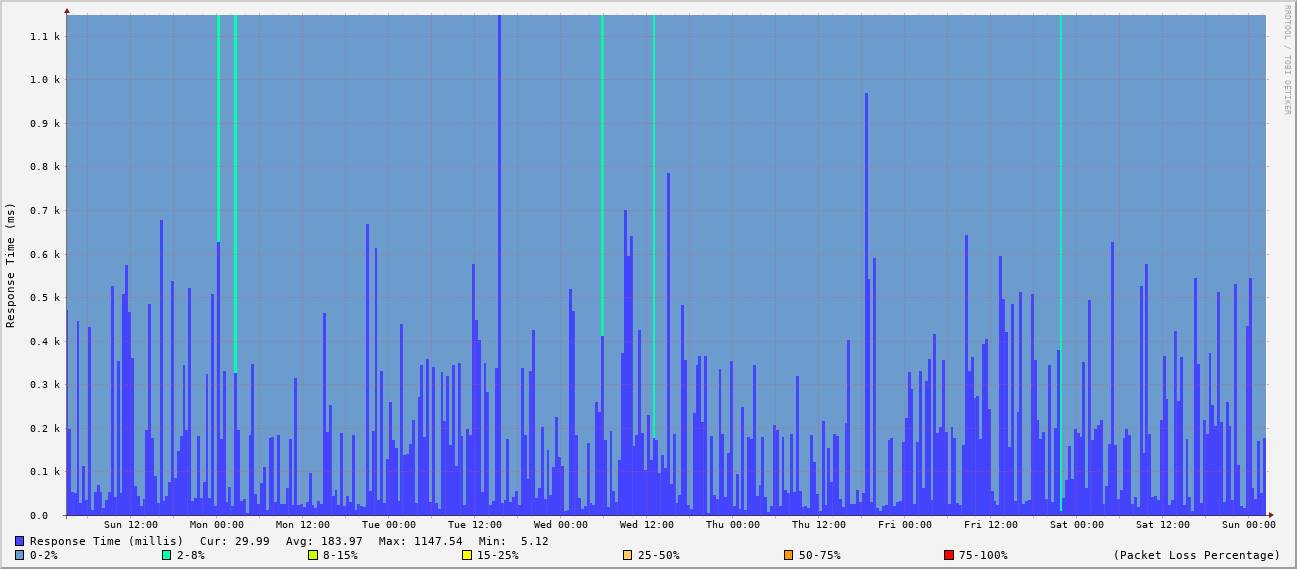 RRDTOOL / TOBI OETIKER
Response Time (ms)
1.1 k
1.0 k
0.9 k
0.8 k
0.7 k
0.6 k
0.5 k
0.4 k
0.3 k
0.2 k
0.1 k
0.0
Sun 12:00 Mon 00:00 Mon 12:00 Tue 00:00 Tue 12:00 Wed 00:00 Wed 12:00 Thu 00:00 Thu 12:00 Fri 00:00 Fri 12:00 Sat 00:00 Sat 12:00 Sun 00:00
Response Time (millis) Cur: 29.99 Avg: 183.97 Max: 1147.54 Min: 5.12
0-2% 2-8% 8-15% 15-25% 25-50% 50-75% 75-100% (Packet Loss Percentage)